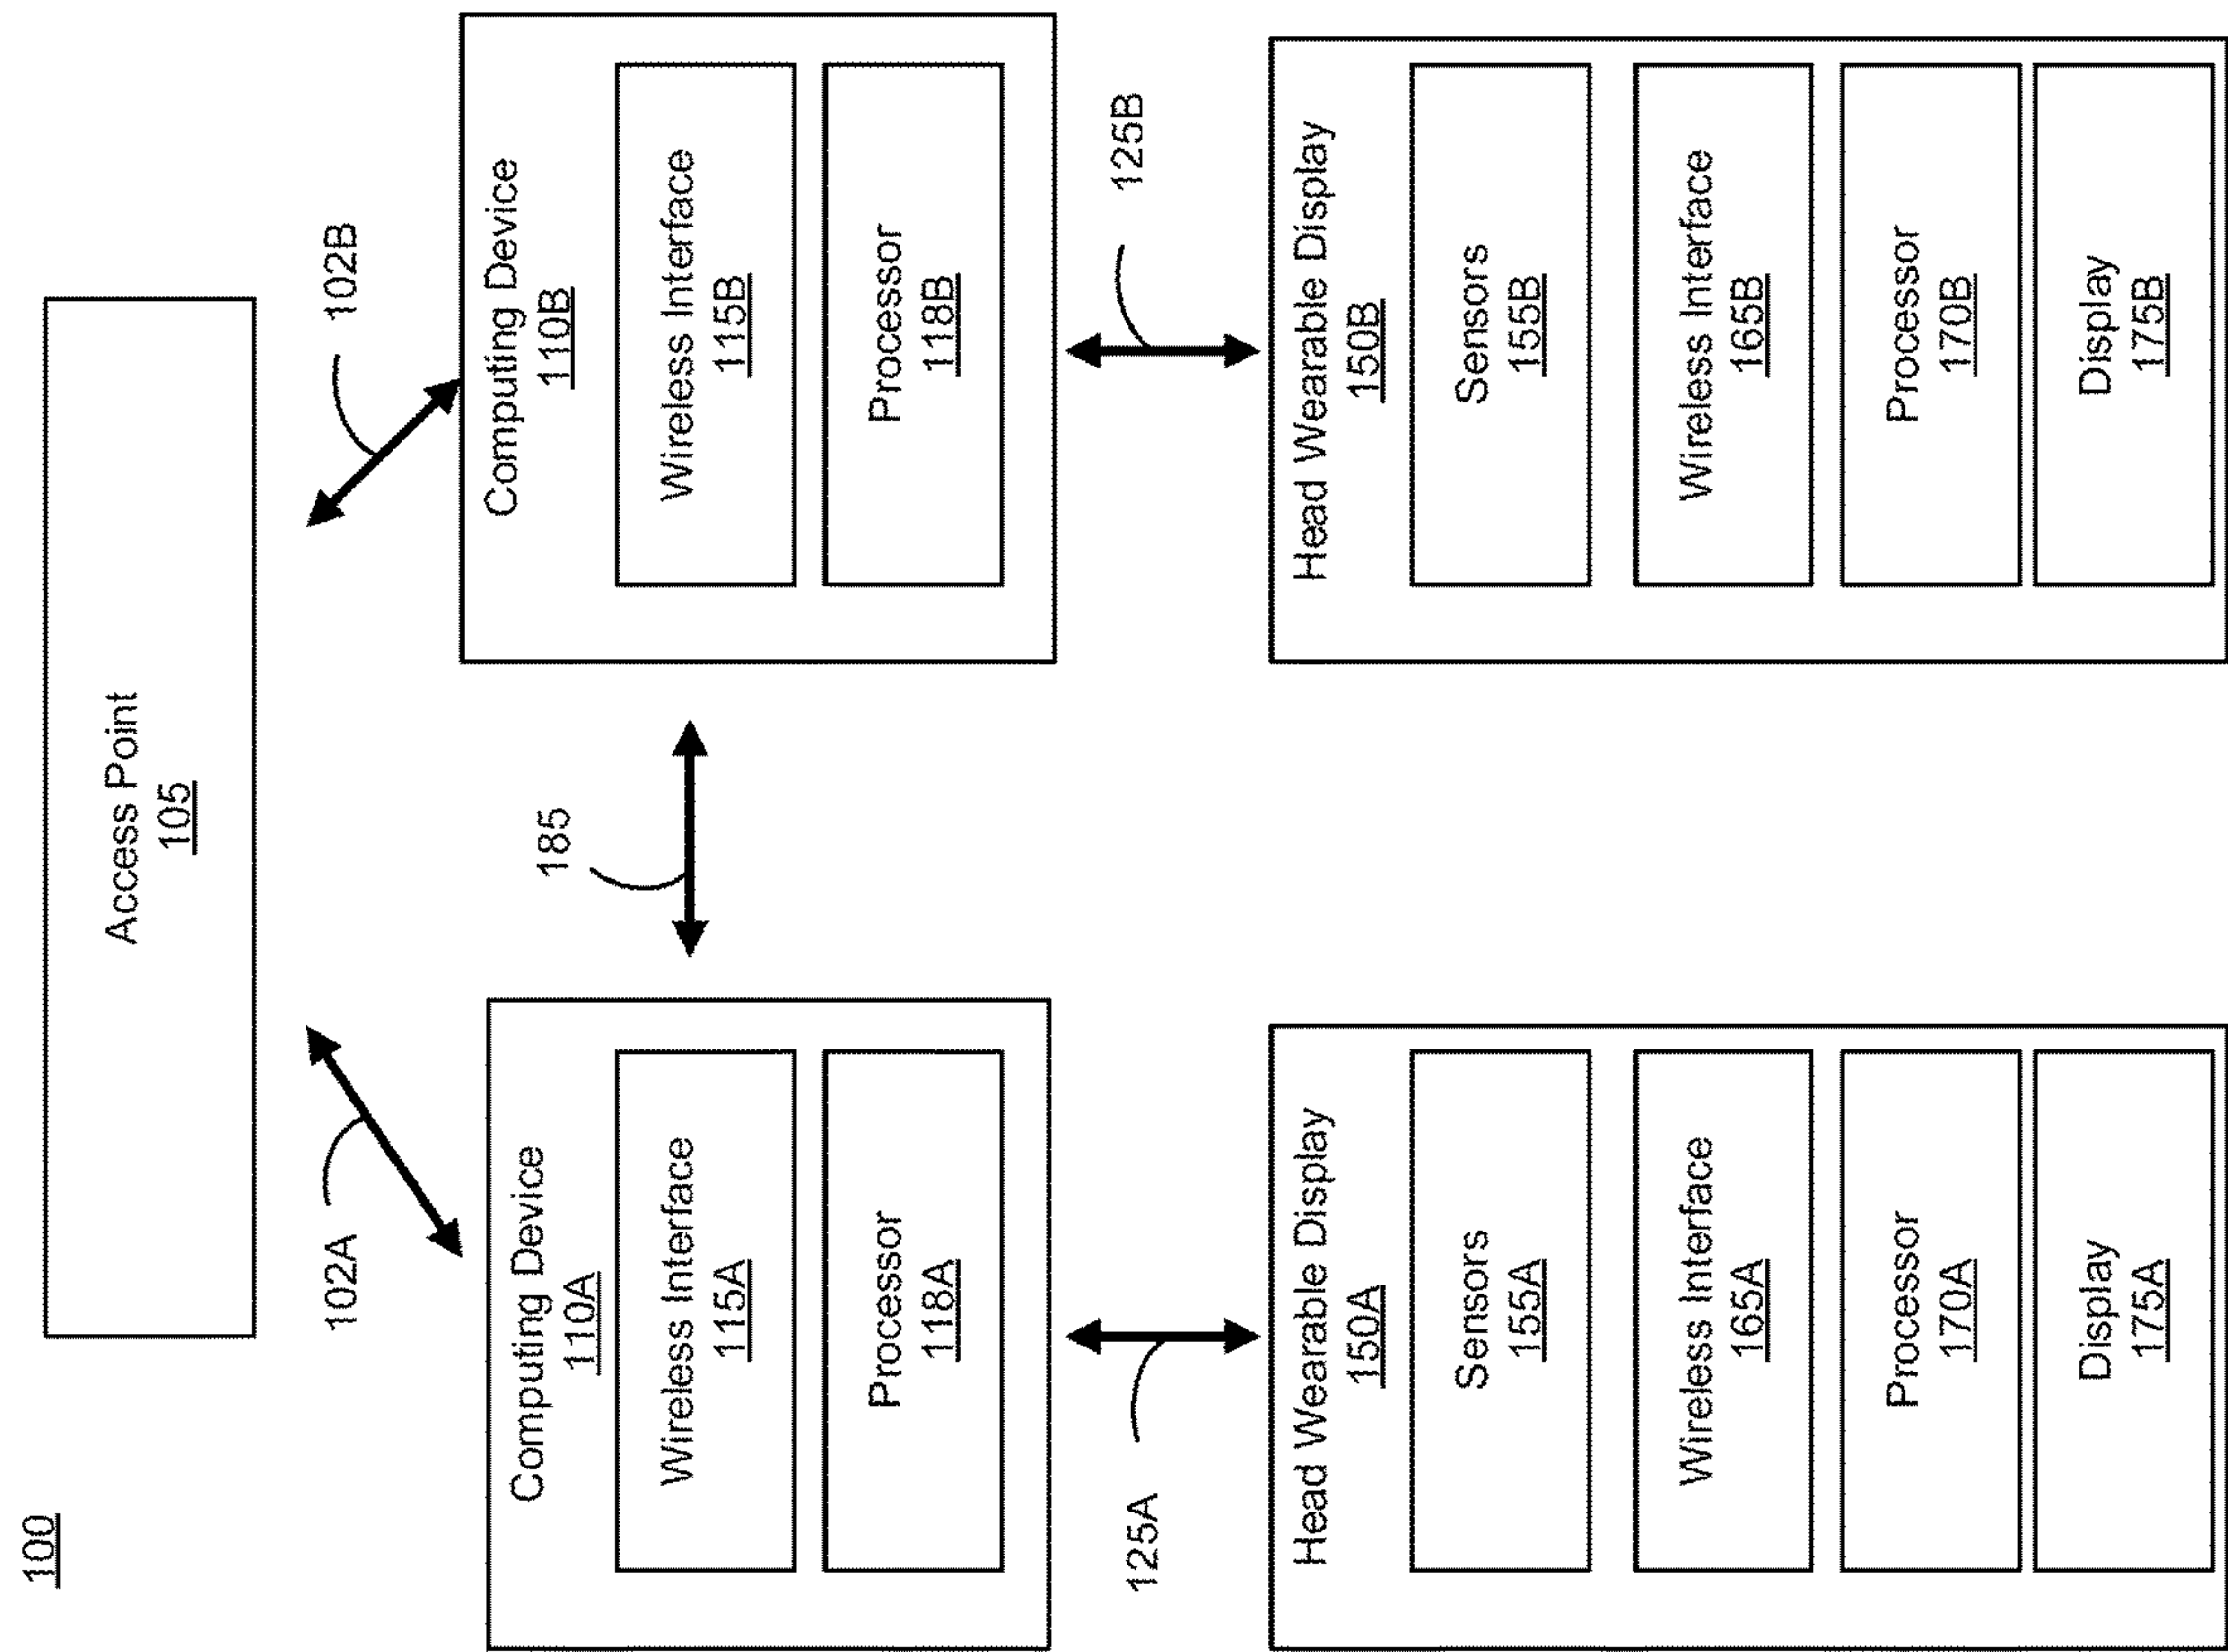 100
Access Point
105
102A
102B
Computing Device
110A
Wireless Interface
115A
Processor
118A
185
Computing Device
110B
Wireless Interface
115B
Processor
118B
125A
125B
Head Wearable Display
150A
Sensors
155A
Wireless Interface
165A
Processor
170A
Display
175A
Head Wearable Display
150B
Sensors
155B
Wireless Interface
165B
Processor
170B
Display
175B